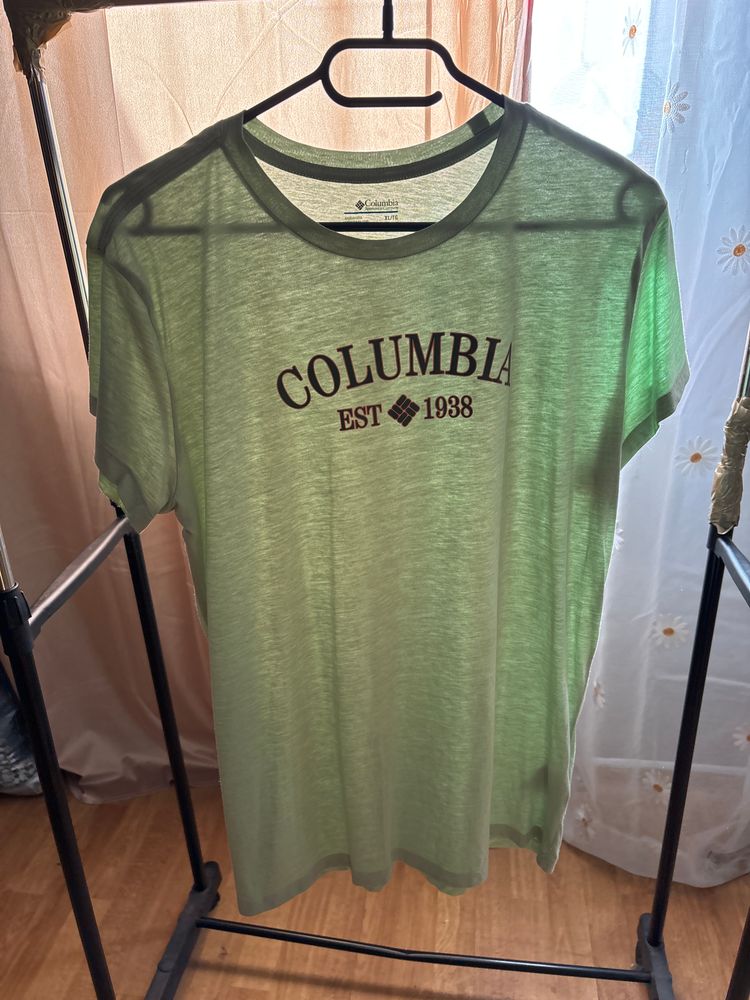 Columbia
XL/TG
COLUMBIA
EST 1938